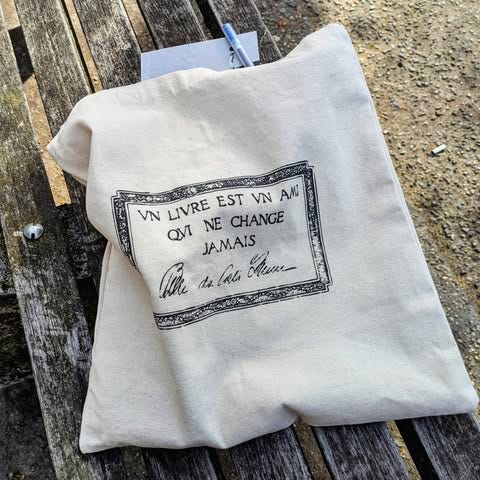 VN LIVRE EST VN AMI
QVI NE CHANGE
JAMAIS